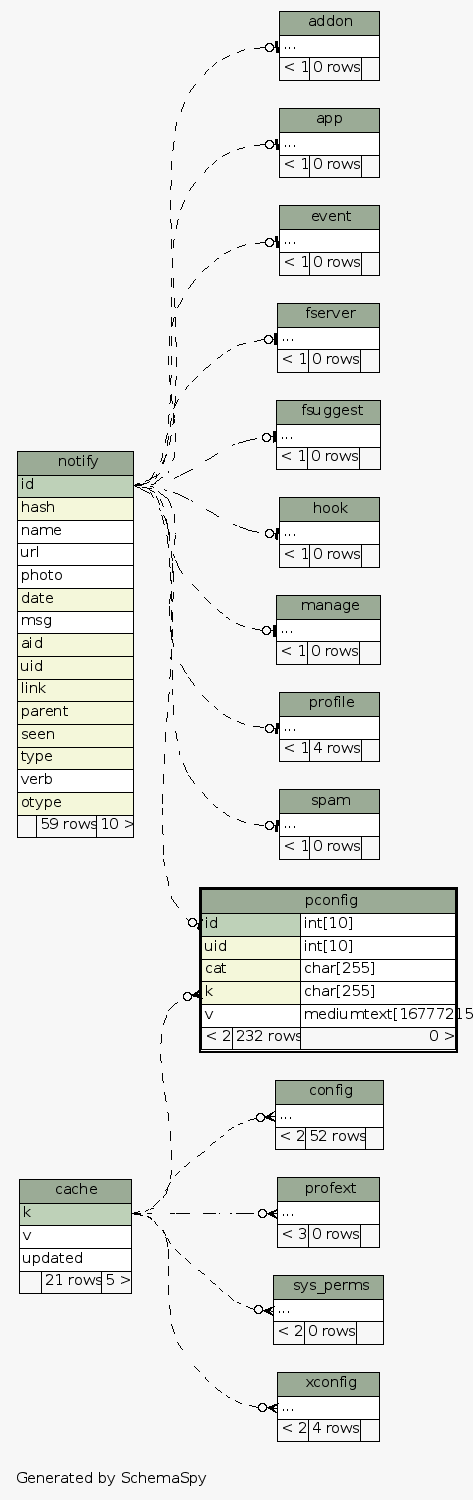 addon
...
< 1 0 rows
app
...
< 1 0 rows
event
...
< 1 0 rows
fserver
...
< 1 0 rows
fsuggest
...
< 1 0 rows
hook
...
< 1 0 rows
manage
...
< 1 0 rows
profile
...
< 1 4 rows
spam
...
< 1 0 rows
notify
id
hash
name
url
photo
date
msg
aid
uid
link
parent
seen
type
verb
otype
59 rows 10 >
pconfig
id int[10]
uid int[10]
cat char[255]
k char[255]
v mediumtext[16777215
< 2 232 rows 0 >
config
...
< 2 52 rows
profext
...
< 3 0 rows
sys_perms
...
< 2 0 rows
xconfig
...
< 2 4 rows
cache
k
v
updated
21 rows 5 >
Generated by SchemaSpy